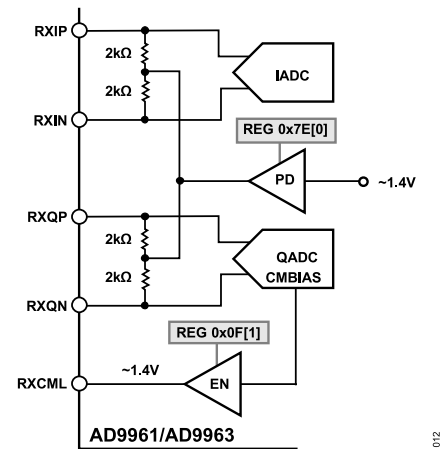 RXIP
2kΩ
2kΩ
IADC
RXIN
REG 0x7E[0]
PD
~1.4V
RXQP
2kΩ
2kΩ
QADC
CMBIAS
RXQN
REG 0x0F[1]
RXCML
~1.4V
EN
AD9961/AD9963
012